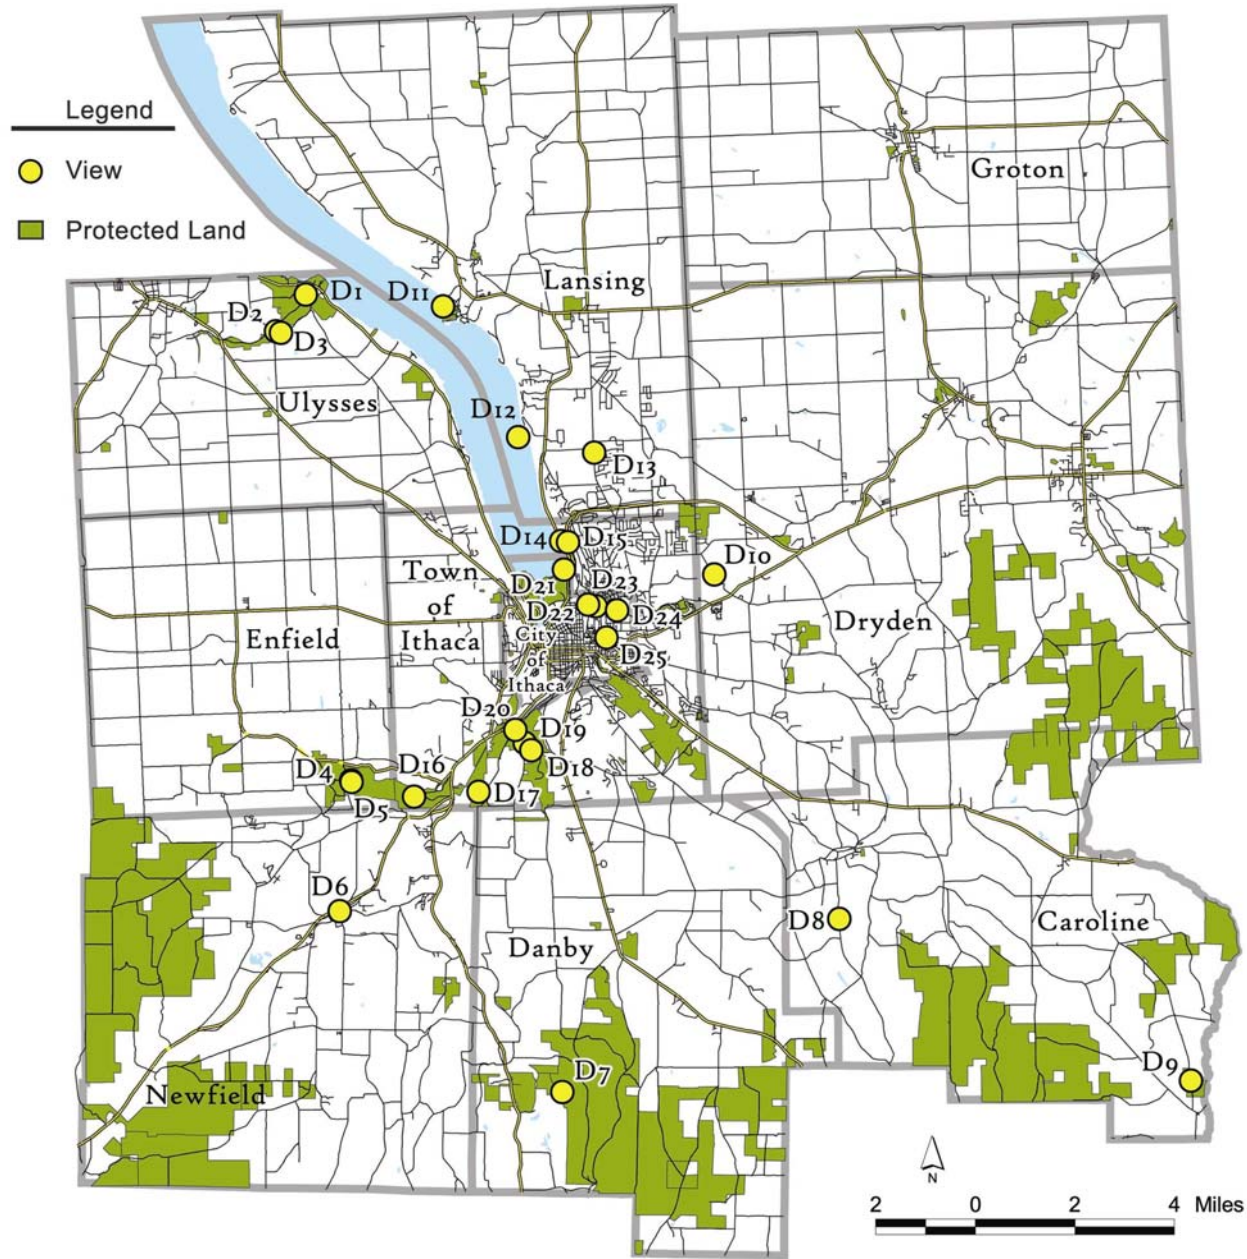 Legend
View
Protected Land
Groton
Lansing
D1
D11
D2
D3
Ulysses
D12
D13
D14
D15
Town
of
Ithaca
D10
D21
D23
D22
D24
Dryden
Enfield
City
of
Ithaca
D25
D20
D19
D18
D16
D4
D5
D17
D6
D8
Caroline
Danby
D7
D9
Newfield
N
2 0 2 4 Miles